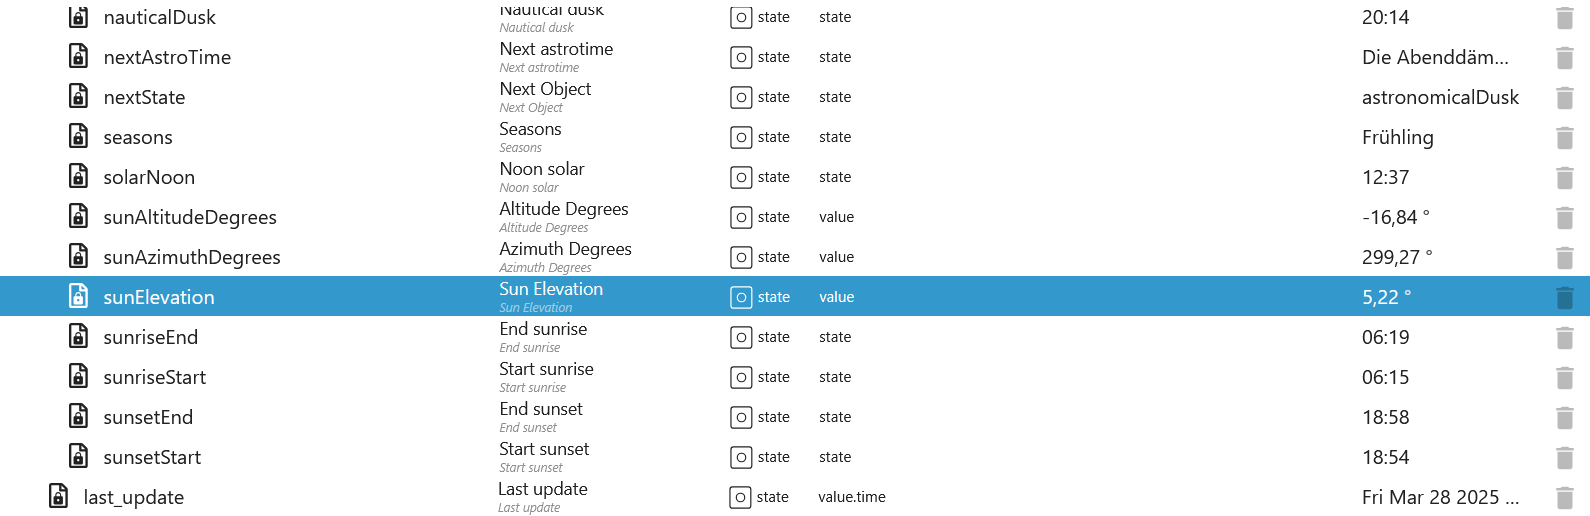 nauticalDusk Nautical dusk state state 20:14
Nautical dusk
nextAstroTime Next astrotime state state Die Abenddäm...
Next astrotime
nextState Next Object state state astronomicalDusk
Next Object
seasons Seasons state state Frühling
Seasons
solarNoon Noon solar state state 12:37
Noon solar
sunAltitudeDegrees Altitude Degrees state value -16,84 °
Altitude Degrees
sunAzimuthDegrees Azimuth Degrees state value 299,27 °
Azimuth Degrees
sunElevation Sun Elevation state value 5,22 °
Sun Elevation
sunriseEnd End sunrise state state 06:19
End sunrise
sunriseStart Start sunrise state state 06:15
Start sunrise
sunsetEnd End sunset state state 18:58
End sunset
sunsetStart Start sunset state state 18:54
Start sunset
last_update Last update state value.time Fri Mar 28 2025 ...
Last update